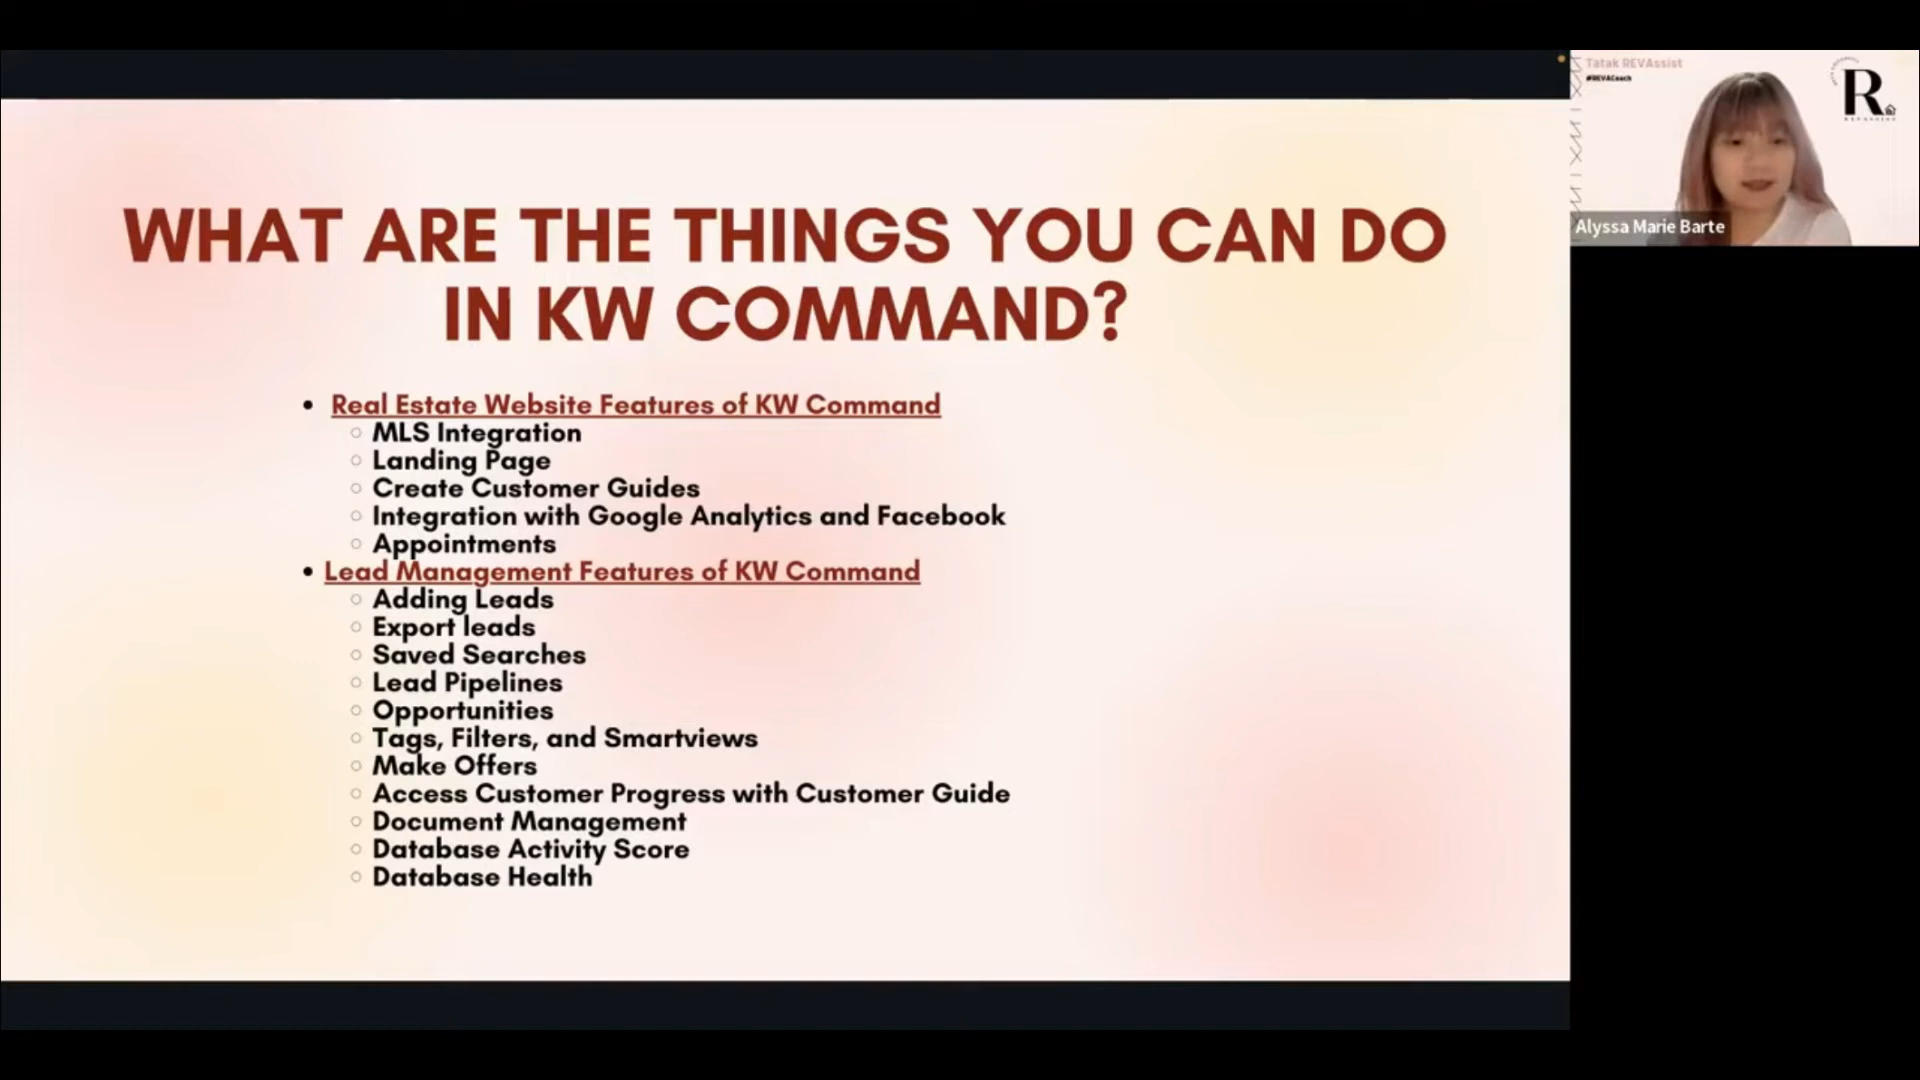 WHAT ARE THE THINGS YOU CAN DO
IN KW COMMAND?
Real Estate Website Features of KW Command
MLS Integration
Landing Page
Create Customer Guides
Integration with Google Analytics and Facebook
Appointments
Lead Management Features of KW Command
Adding Leads
Export leads
Saved Searches
Lead Pipelines
Opportunities
Tags, Filters, and Smartviews
Make Offers
Access Customer Progress with Customer Guide
Document Management
Database Activity Score
Database Health
Tatak REVAssist
#REVACoach
R
REVASSIST
Alyssa Marie Barte